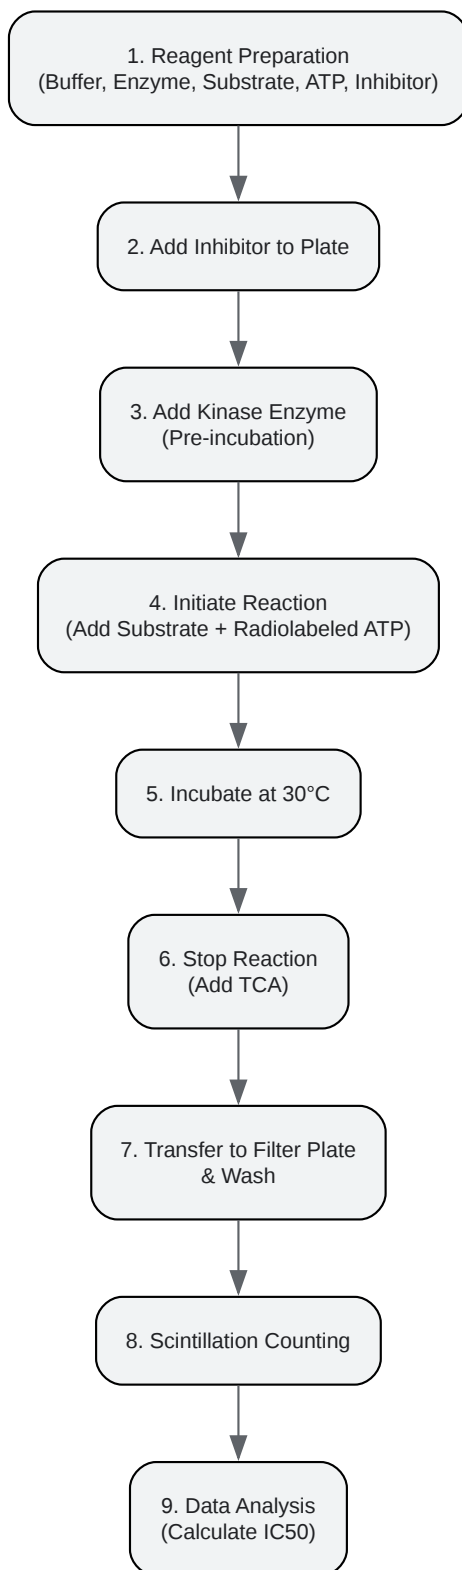 1. Reagent Preparation
(Buffer, Enzyme, Substrate, ATP, Inhibitor)
2. Add Inhibitor to Plate
3. Add Kinase Enzyme
(Pre-incubation)
4. Initiate Reaction
(Add Substrate + Radiolabeled ATP)
5. Incubate at 30°C
6. Stop Reaction
(Add TCA)
7. Transfer to Filter Plate
& Wash
8. Scintillation Counting
9. Data Analysis
(Calculate IC50)